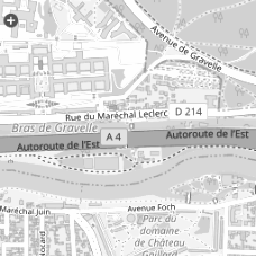 Avenue de Gravelle
Rue du Maréchal Leclerc
D 214
Bras de Gravelle
A 4
Autoroute de l'Est
Autoroute de l'Est
Maréchal Juin
Avenue Foch
Parc du
domaine
de Château
Gaillard